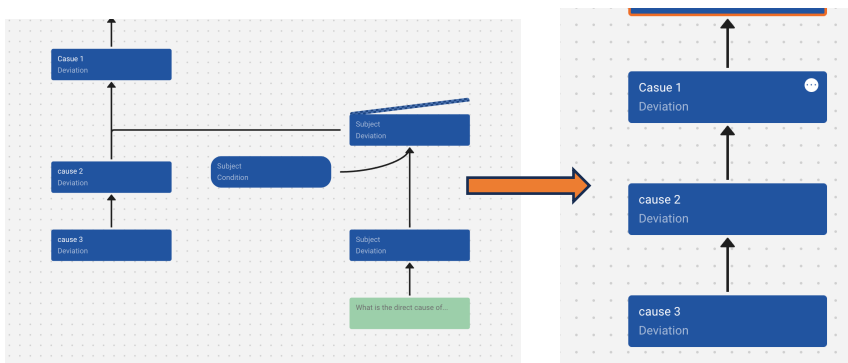 Casue 1
Deviation
Subject
Deviation
cause 2
Deviation
Subject
Condition
cause 3
Deviation
Subject
Deviation
What is the direct cause of...
Casue 1
Deviation
cause 2
Deviation
cause 3
Deviation